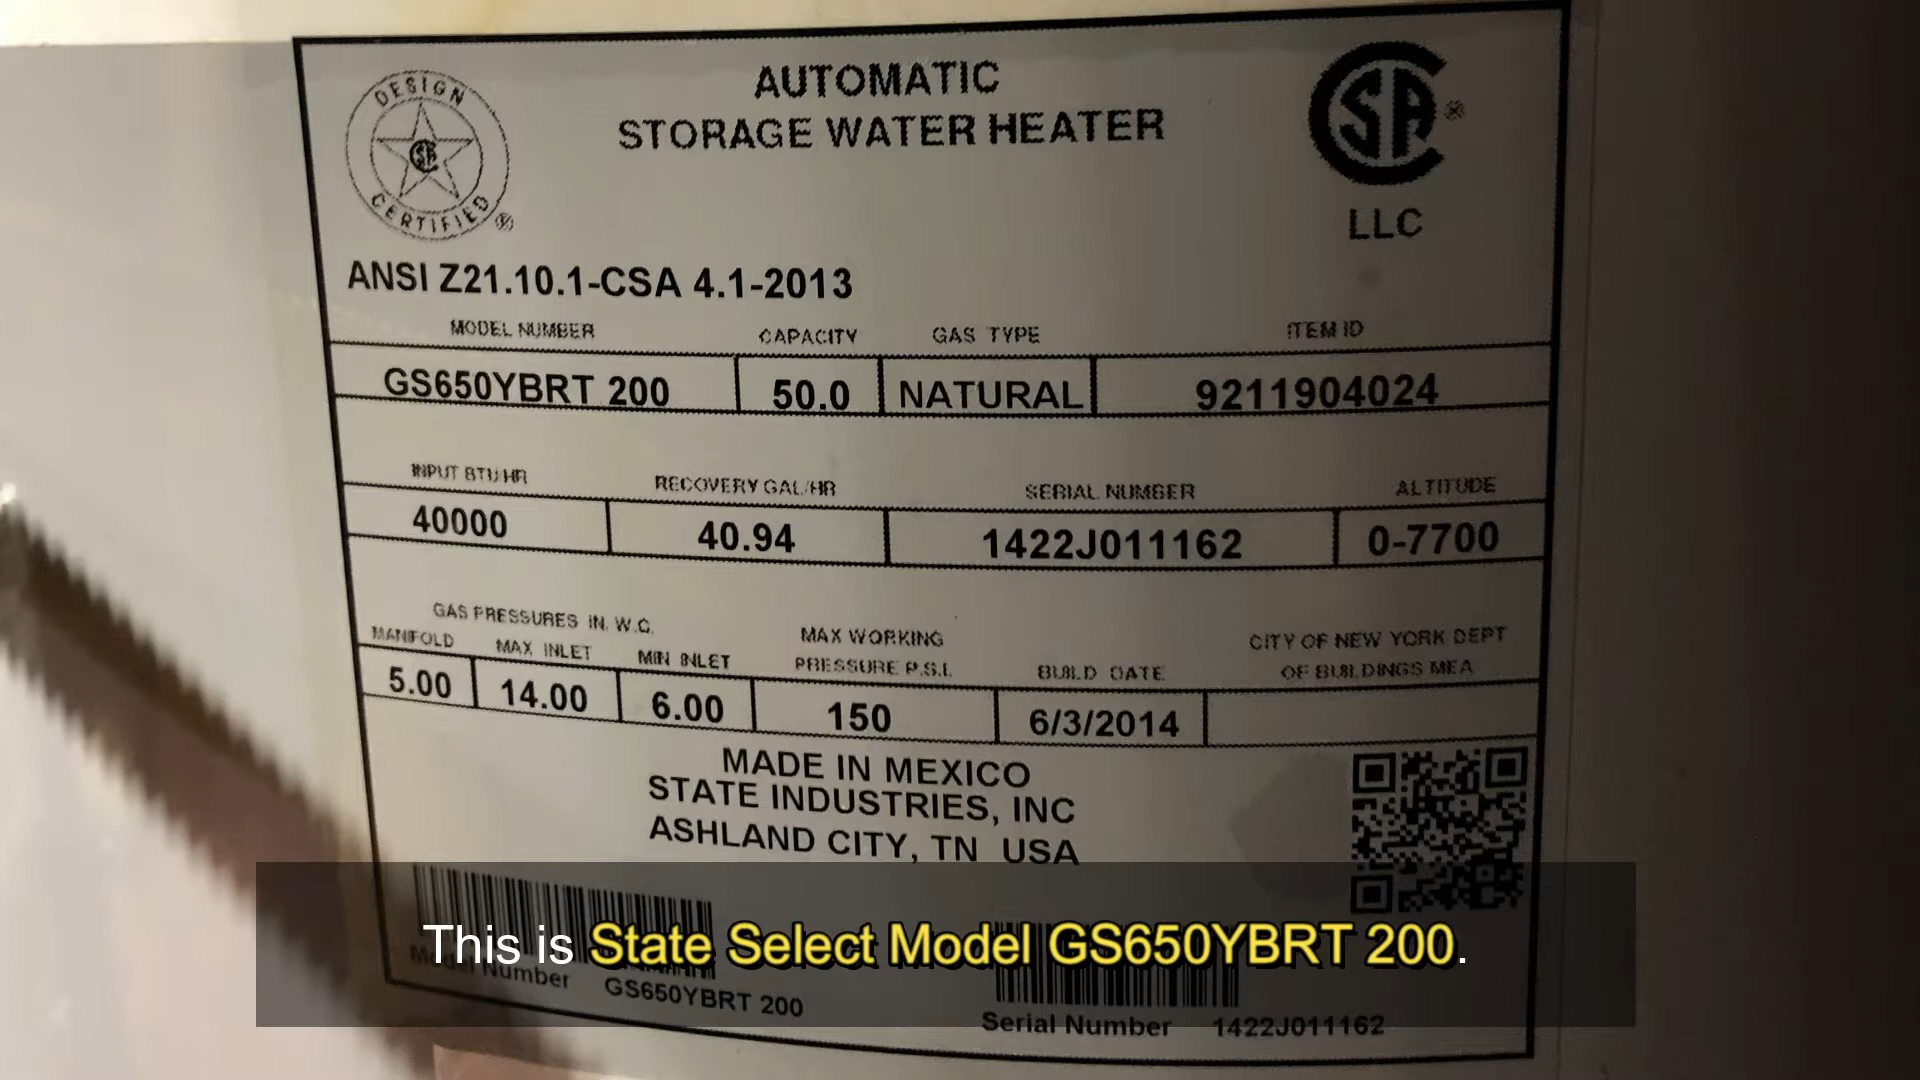 DESIGN
CSA
CERTIFIED ®
AUTOMATIC
STORAGE WATER HEATER
CSA ®
LLC
ANSI Z21.10.1-CSA 4.1-2013
MODEL NUMBER CAPACITY GAS TYPE ITEM ID
GS650YBRT 200 50.0 NATURAL 9211904024
INPUT BTU/HR RECOVERY GAL/HR SERIAL NUMBER ALTITUDE
40000 40.94 1422J011162 0-7700
GAS PRESSURES IN. W.C.
MANIFOLD MAX INLET MIN INLET
MAX WORKING
PRESSURE P.S.I.
BUILD DATE
CITY OF NEW YORK DEPT
OF BUILDINGS MEA
5.00 14.00 6.00 150 6/3/2014
MADE IN MEXICO
STATE INDUSTRIES, INC
ASHLAND CITY, TN USA
This is State Select Model GS650YBRT 200.
Model Number GS650YBRT 200
Serial Number 1422J011162